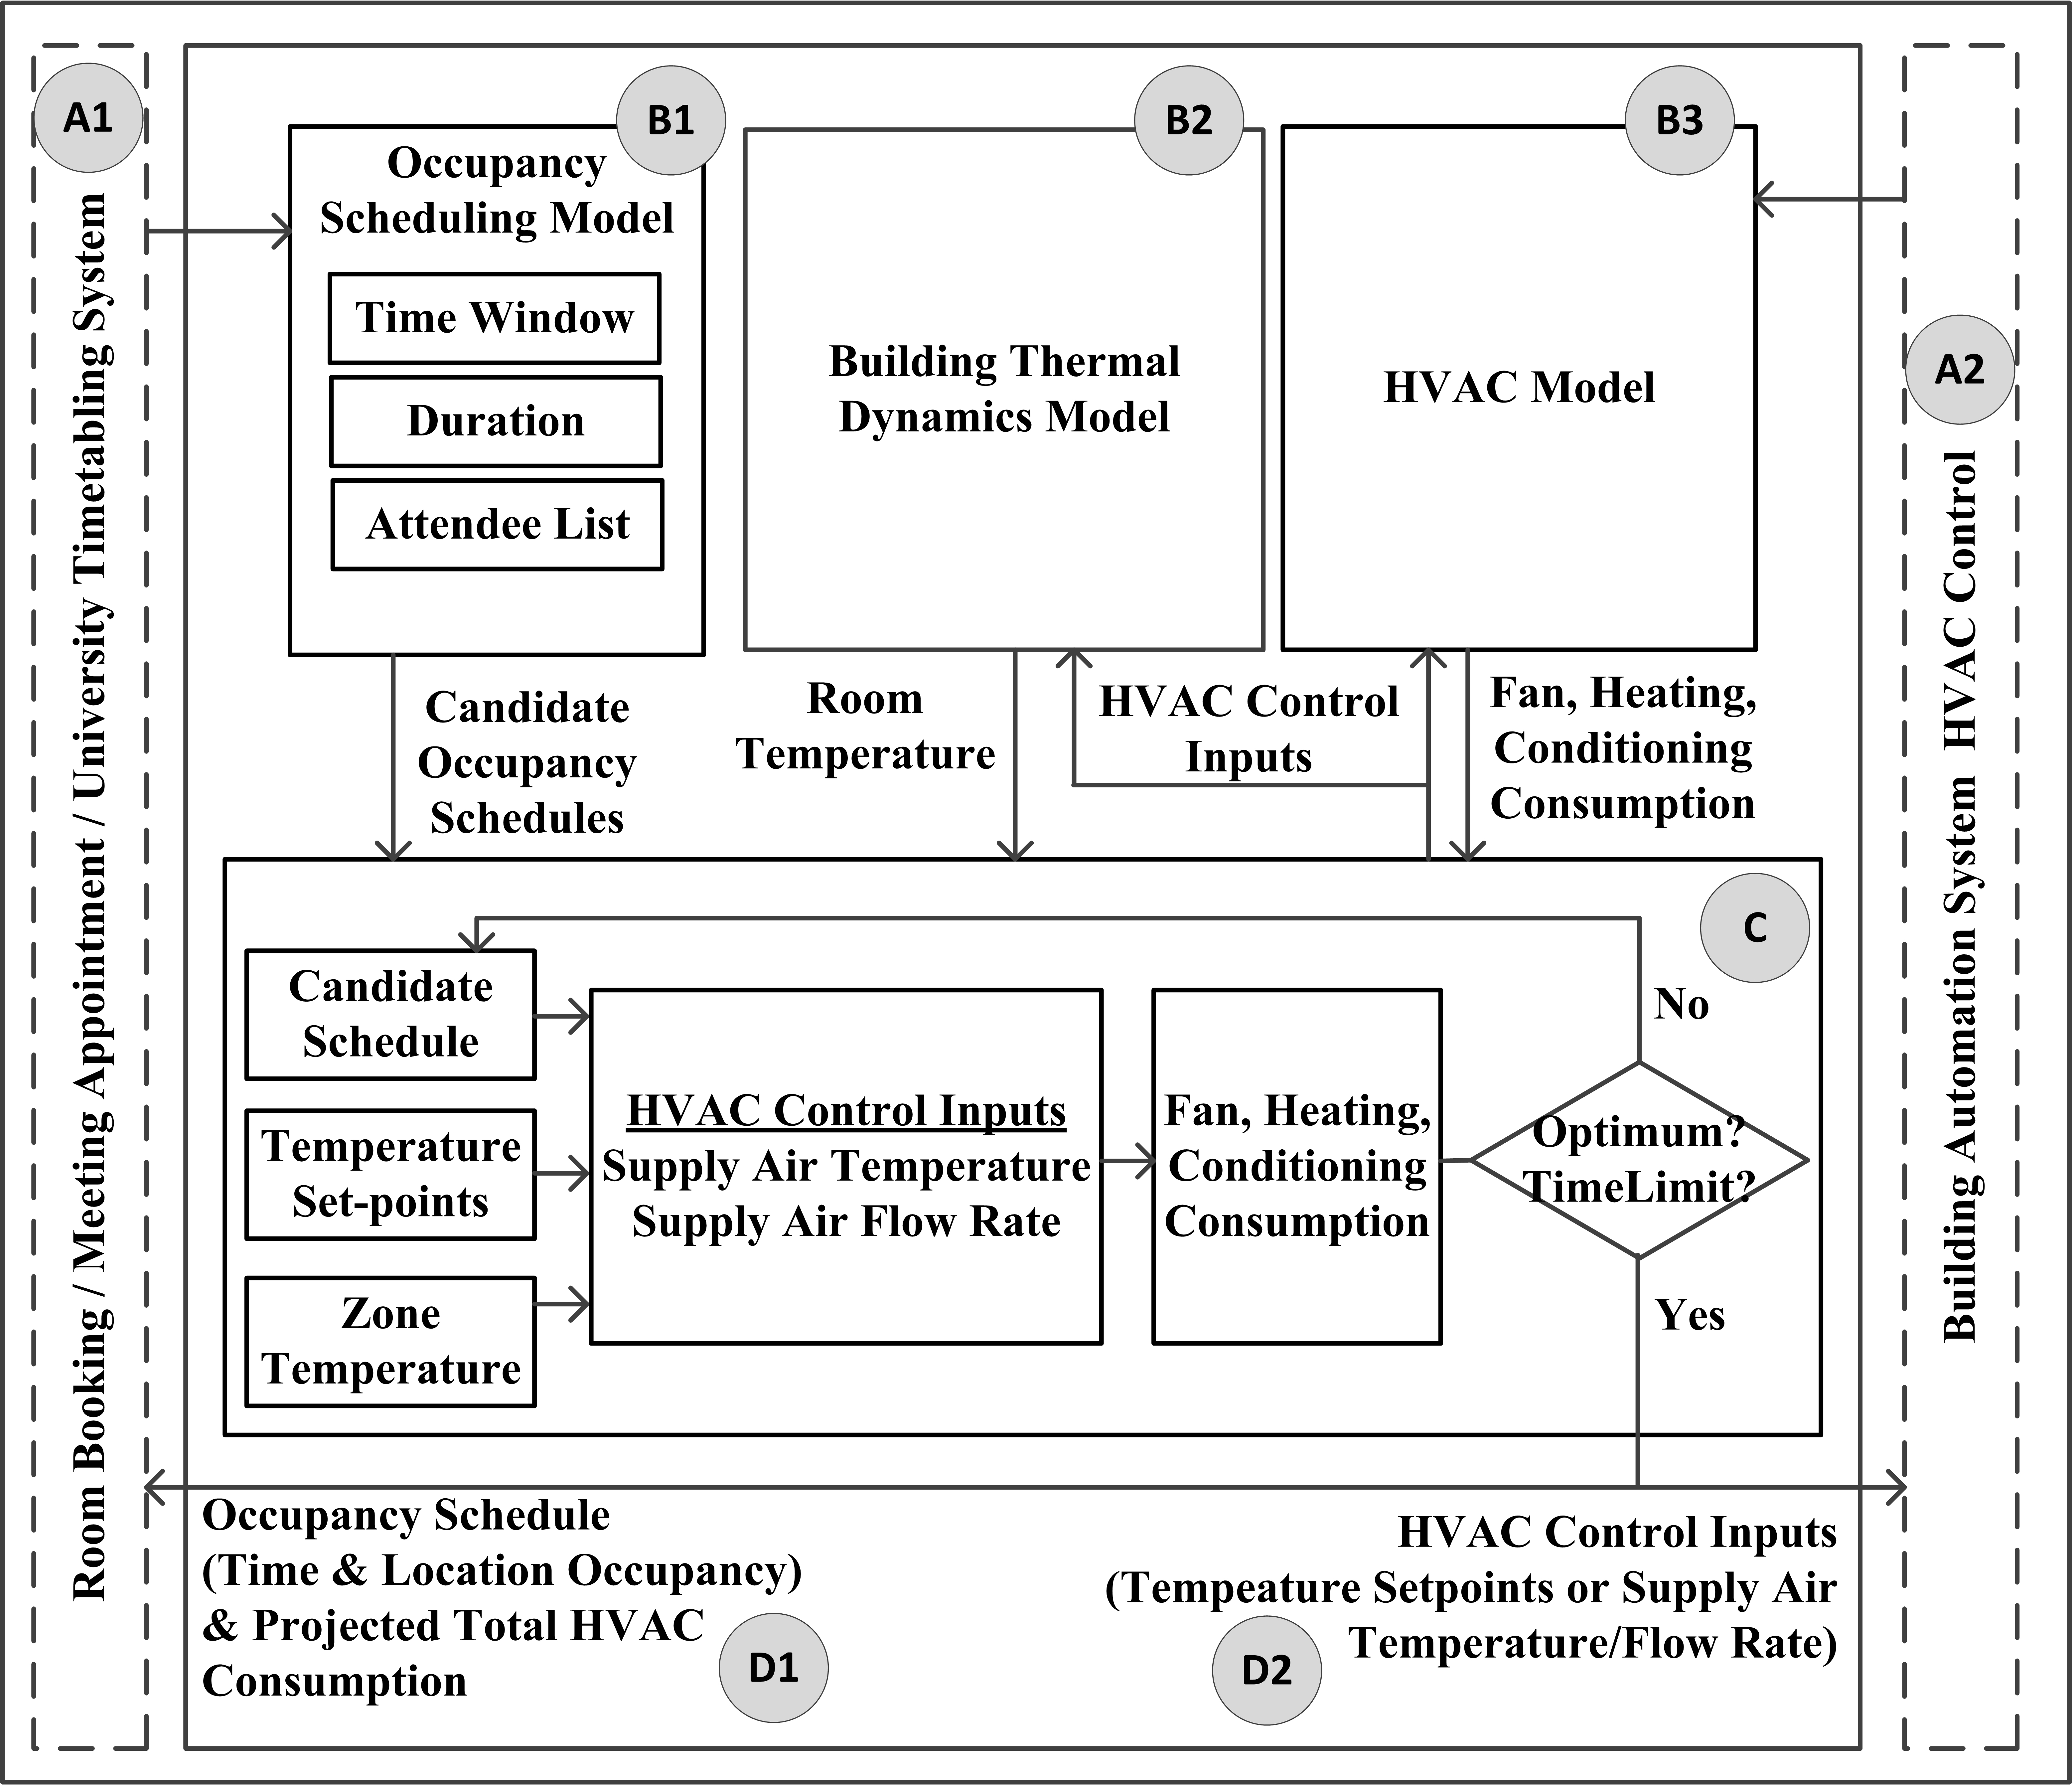 A1
Room Booking / Meeting Appointment / University Timetabling System
B1
Occupancy
Scheduling Model
Time Window
Duration
Attendee List
B2
Building Thermal
Dynamics Model
B3
HVAC Model
A2
Building Automation System  HVAC Control
Candidate
Occupancy
Schedules
Room
Temperature
HVAC Control
Inputs
Fan, Heating,
Conditioning
Consumption
C
Candidate
Schedule
Temperature
Set-points
Zone
Temperature
HVAC Control Inputs
Supply Air Temperature
Supply Air Flow Rate
Fan, Heating,
Conditioning
Consumption
Optimum?
TimeLimit?
No
Yes
Occupancy Schedule
(Time & Location Occupancy)
& Projected Total HVAC
Consumption
D1
HVAC Control Inputs
(Tempeature Setpoints or Supply Air
Temperature/Flow Rate)
D2